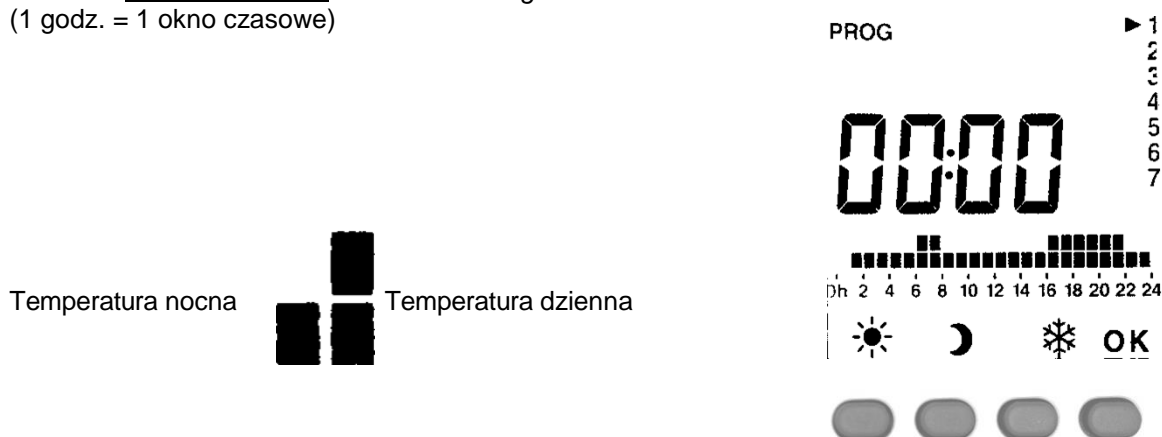 (1 godz. = 1 okno czasowe)
PROG
1
2
3
4
5
6
7
00:00
Temperatura nocna
Temperatura dzienna
0h 2 4 6 8 10 12 14 16 18 20 22 24
OK